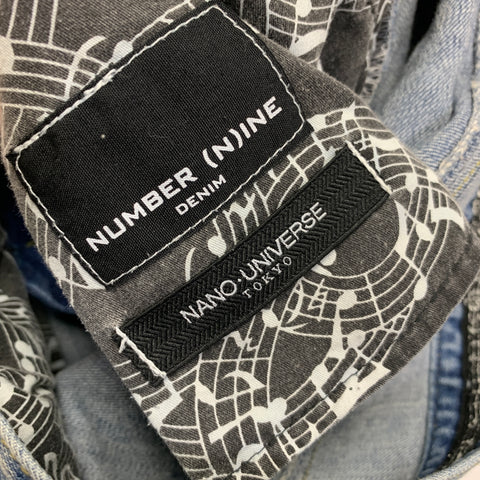 NUMBER (N)INE
DENIM
NANO·UNIVERSE
TOKYO